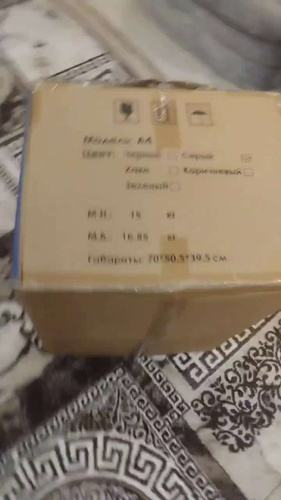 Модель: A4
Цвет: Черный Серый
Хаки Коричневый
Зеленый
М.Н.: 15 кг
М.Б.: 16.85 кг
Габариты: 70*50.5*39.5 см